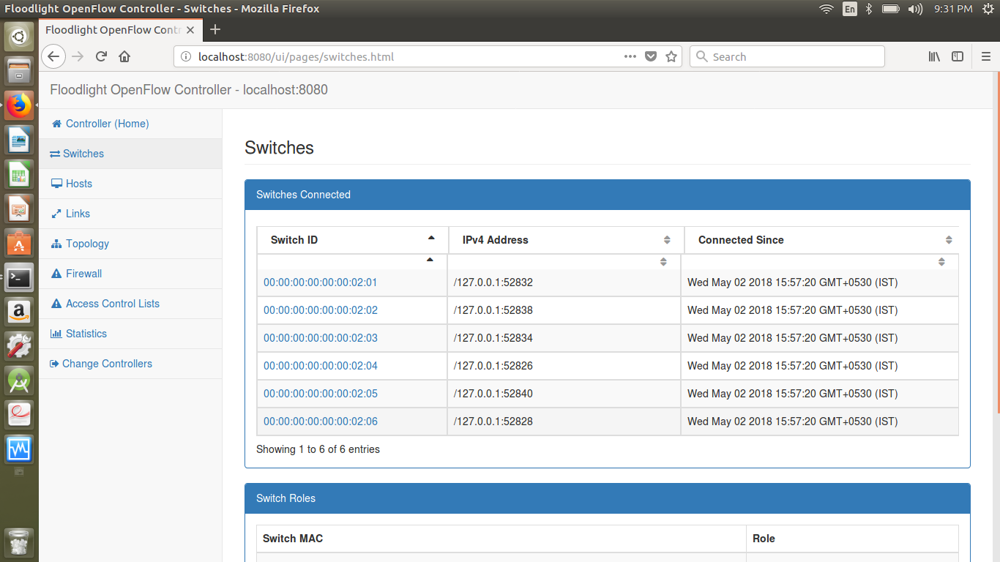 Floodlight OpenFlow Controller - Switches - Mozilla Firefox En 9:31 PM
Floodlight OpenFlow Contr
localhost:8080/ui/pages/switches.html Search
Floodlight OpenFlow Controller - localhost:8080
Controller (Home)
Switches
Hosts
Links
Topology
Firewall
Access Control Lists
Statistics
Change Controllers
Switches
Switches Connected
Switch ID IPv4 Address Connected Since
00:00:00:00:00:00:02:01 /127.0.0.1:52832 Wed May 02 2018 15:57:20 GMT+0530 (IST)
00:00:00:00:00:00:02:02 /127.0.0.1:52838 Wed May 02 2018 15:57:20 GMT+0530 (IST)
00:00:00:00:00:00:02:03 /127.0.0.1:52834 Wed May 02 2018 15:57:20 GMT+0530 (IST)
00:00:00:00:00:00:02:04 /127.0.0.1:52826 Wed May 02 2018 15:57:20 GMT+0530 (IST)
00:00:00:00:00:00:02:05 /127.0.0.1:52840 Wed May 02 2018 15:57:20 GMT+0530 (IST)
00:00:00:00:00:00:02:06 /127.0.0.1:52828 Wed May 02 2018 15:57:20 GMT+0530 (IST)
Showing 1 to 6 of 6 entries
Switch Roles
Switch MAC Role